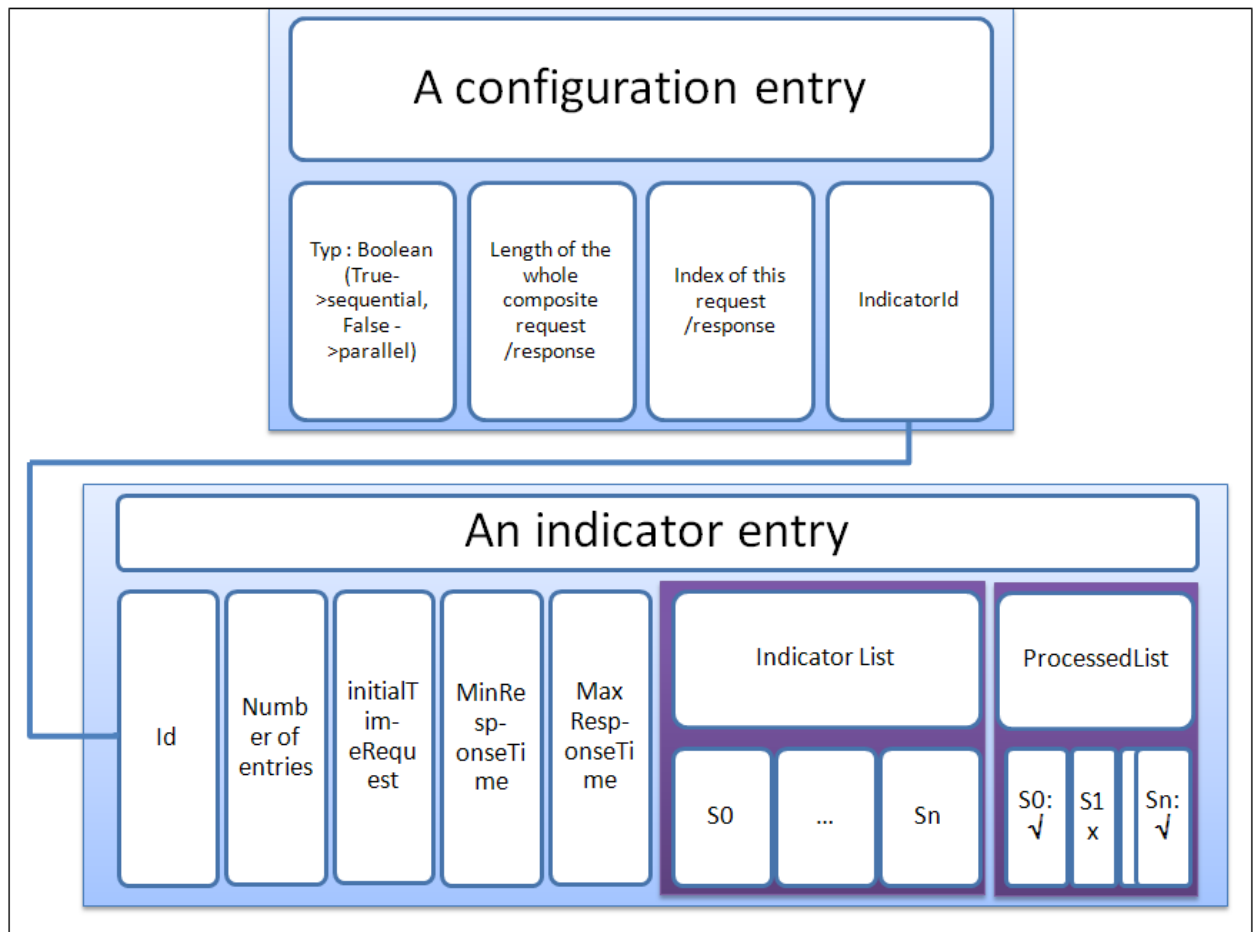 A configuration entry
Typ : Boolean
(True-
>sequential,
False -
>parallel)
Length of the
whole
composite
request
/response
Index of this
request
/response
IndicatorId
An indicator entry
Id
Numb
er of
entries
initialT
im-
eReque
st
MinRe
sp-
onseTi
me
Max
Resp-
onseTi
me
Indicator List
S0
...
Sn
ProcessedList
S0:
√
S1
x
Sn:
√